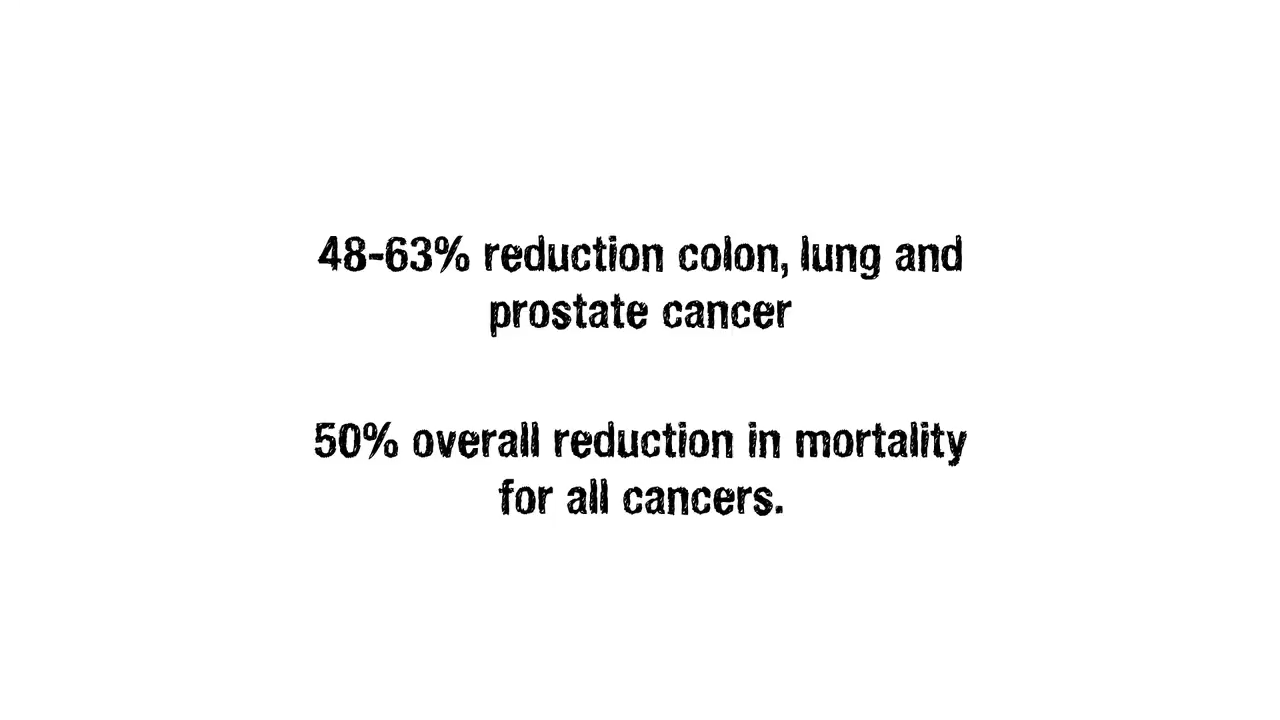 48-63% reduction colon, lung and
prostate cancer
50% overall reduction in mortality
for all cancers.